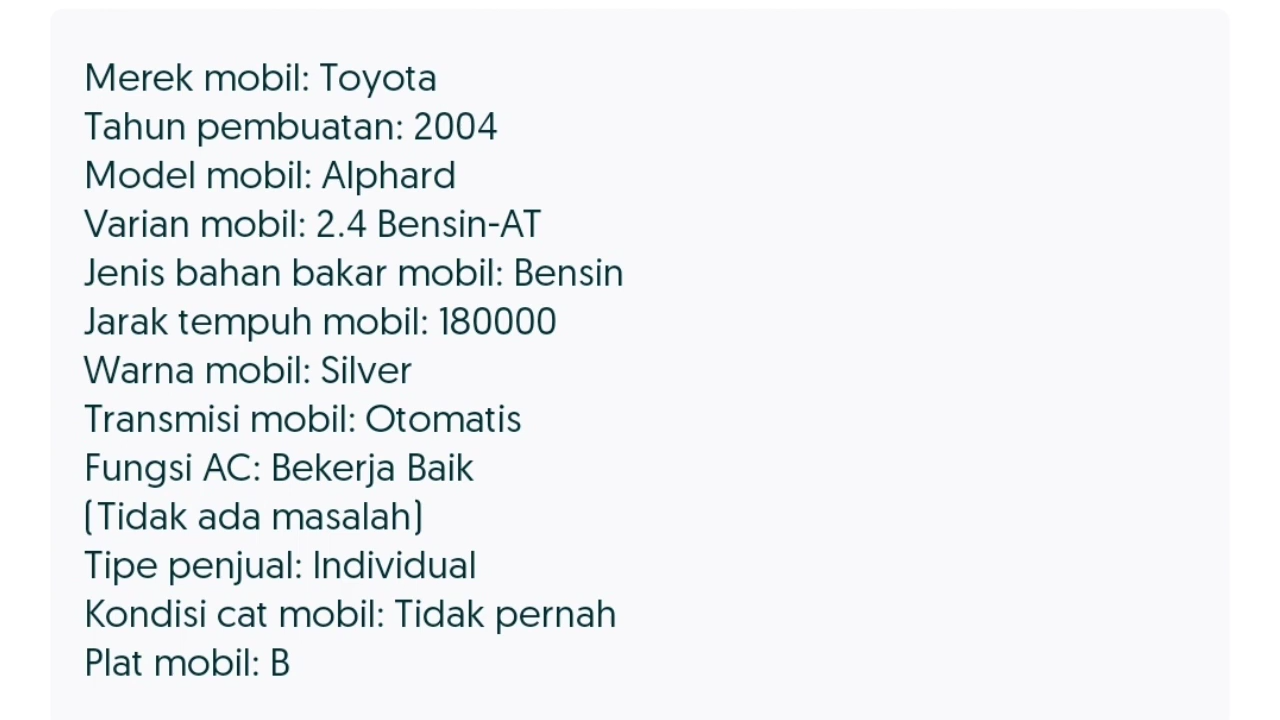 Merek mobil: Toyota
Tahun pembuatan: 2004
Model mobil: Alphard
Varian mobil: 2.4 Bensin-AT
Jenis bahan bakar mobil: Bensin
Jarak tempuh mobil: 180000
Warna mobil: Silver
Transmisi mobil: Otomatis
Fungsi AC: Bekerja Baik
(Tidak ada masalah)
Tipe penjual: Individual
Kondisi cat mobil: Tidak pernah
Plat mobil: B